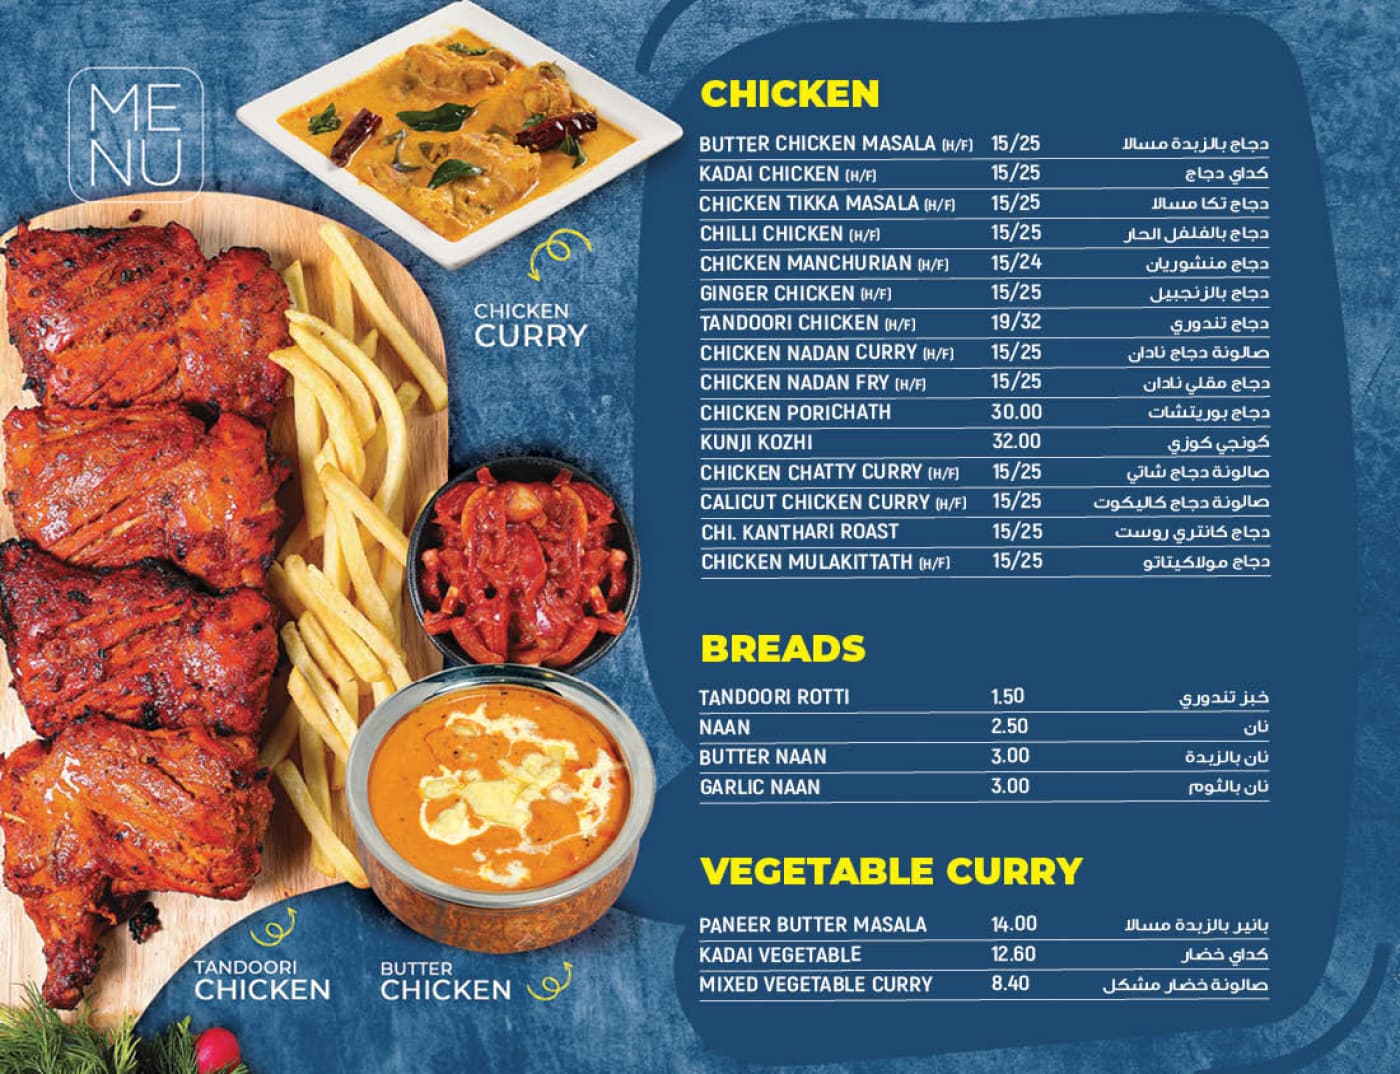 ME
NU
CHICKEN
CURRY
TANDOORI
CHICKEN
BUTTER
CHICKEN
CHICKEN
BUTTER CHICKEN MASALA (H/F) 15/25 دجاج بالزبدة مسالا
KADAI CHICKEN (H/F) 15/25 كداي دجاج
CHICKEN TIKKA MASALA (H/F) 15/25 دجاج تكا مسالا
CHILLI CHICKEN (H/F) 15/25 دجاج بالفلفل الحار
CHICKEN MANCHURIAN (H/F) 15/24 دجاج منشوريان
GINGER CHICKEN (H/F) 15/25 دجاج بالزنجبيل
TANDOORI CHICKEN (H/F) 19/32 دجاج تندوري
CHICKEN NADAN CURRY (H/F) 15/25 صالونة دجاج نادان
CHICKEN NADAN FRY (H/F) 15/25 دجاج مقلي نادان
CHICKEN PORICHATH 30.00 دجاج بوريتشات
KUNJI KOZHI 32.00 كونجي كوزي
CHICKEN CHATTY CURRY (H/F) 15/25 صالونة دجاج شاتي
CALICUT CHICKEN CURRY (H/F) 15/25 صالونة دجاج كاليكوت
CHI. KANTHARI ROAST 15/25 دجاج كانتري روست
CHICKEN MULAKITTATH (H/F) 15/25 دجاج مولاكيتاتو
BREADS
TANDOORI ROTTI 1.50 خبز تندوري
NAAN 2.50 نان
BUTTER NAAN 3.00 نان بالزبدة
GARLIC NAAN 3.00 نان بالثوم
VEGETABLE CURRY
PANEER BUTTER MASALA 14.00 بانير بالزبدة مسالا
KADAI VEGETABLE 12.60 كداي خضار
MIXED VEGETABLE CURRY 8.40 صالونة خضار مشكل